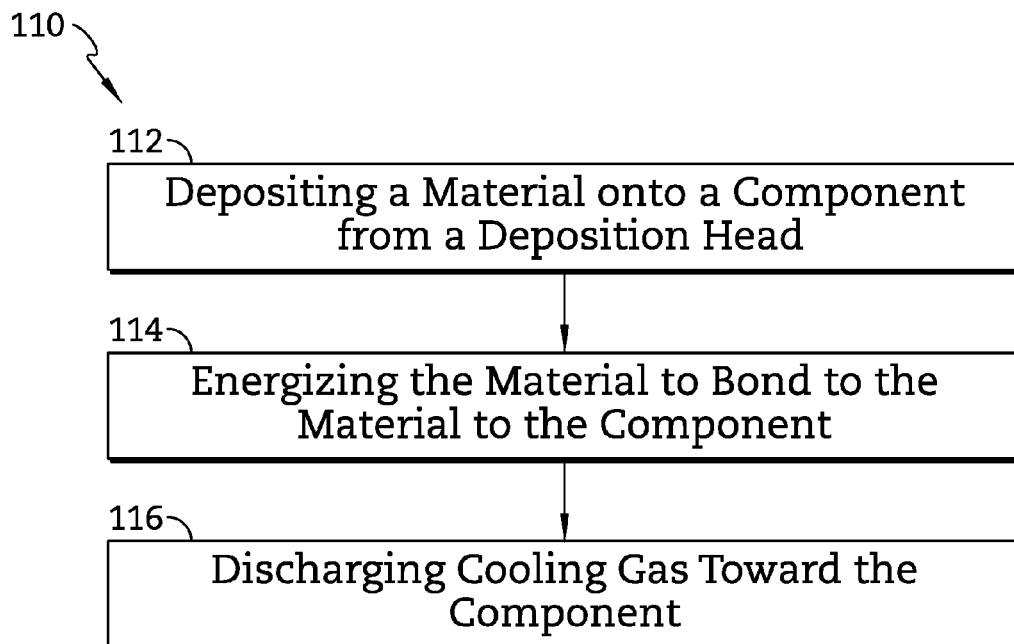 110
112
Depositing a Material onto a Component
from a Deposition Head
114
Energizing the Material to Bond to the
Material to the Component
116
Discharging Cooling Gas Toward the
Component